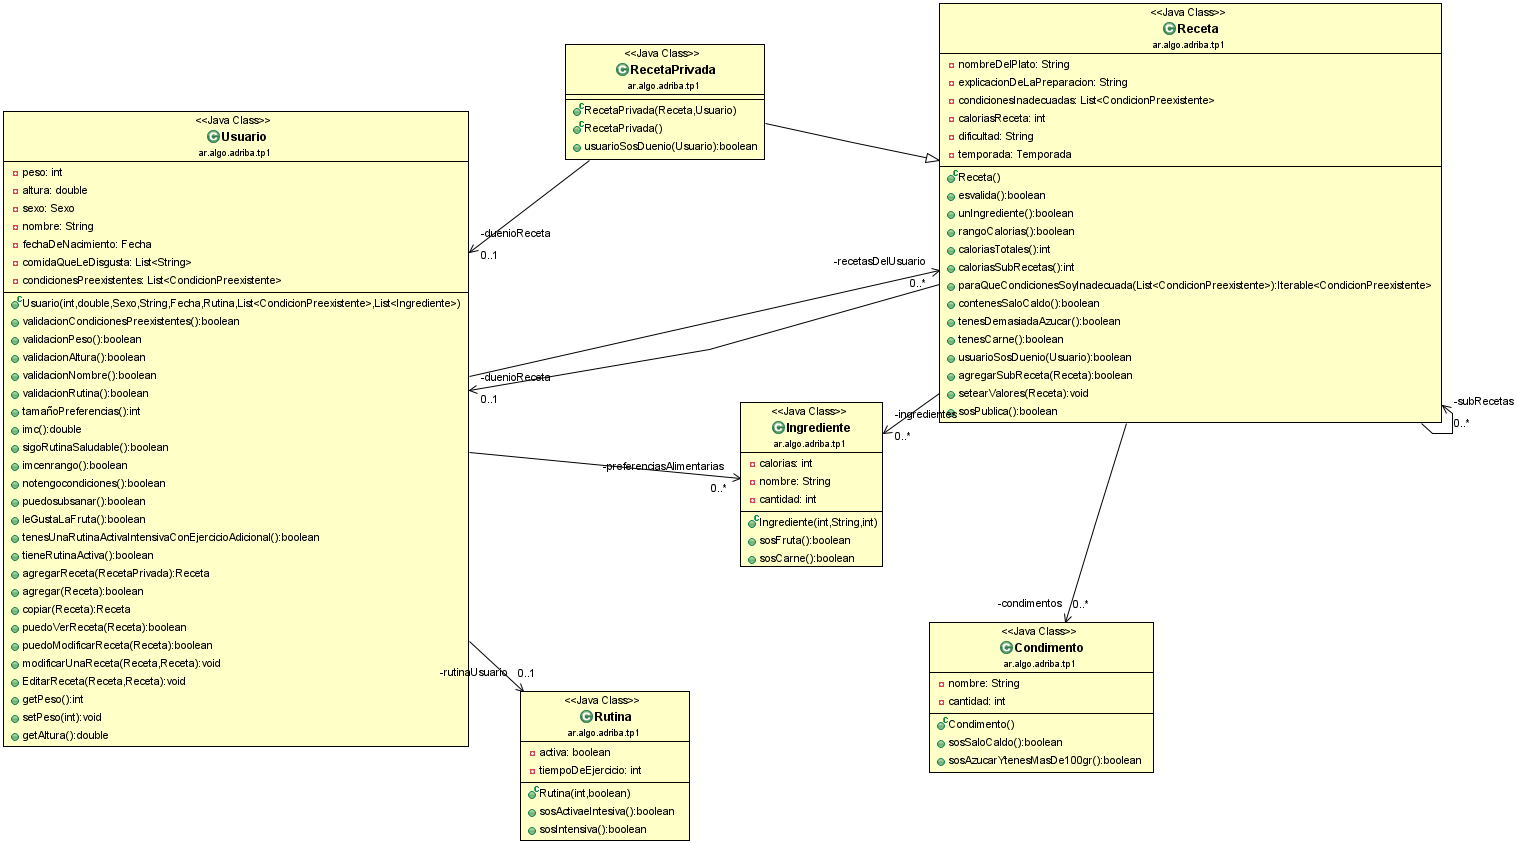 <<Java Class>>
Usuario
ar.algo.adriba.tp1
peso: int
altura: double
sexo: Sexo
nombre: String
fechaDeNacimiento: Fecha
comidaQueLeDisgusta: List<String>
condicionesPreexistentes: List<CondicionPreexistente>
Usuario(int,double,Sexo,String,Fecha,Rutina,List<CondicionPreexistente>,List<Ingrediente>)
validacionCondicionesPreexistentes():boolean
validacionPeso():boolean
validacionAltura():boolean
validacionNombre():boolean
validacionRutina():boolean
tamañoPreferencias():int
imc():double
sigoRutinaSaludable():boolean
imcenrango():boolean
notengocondiciones():boolean
puedosubsanar():boolean
leGustaLaFruta():boolean
tenesUnaRutinaActivaIntensivaConEjercicioAdicional():boolean
tieneRutinaActiva():boolean
agregarReceta(RecetaPrivada):Receta
agregar(Receta):boolean
copiar(Receta):Receta
puedoVerReceta(Receta):boolean
puedoModificarReceta(Receta):boolean
modificarUnaReceta(Receta,Receta):void
EditarReceta(Receta,Receta):void
getPeso():int
setPeso(int):void
getAltura():double
<<Java Class>>
RecetaPrivada
ar.algo.adriba.tp1
RecetaPrivada(Receta,Usuario)
RecetaPrivada()
usuarioSosDuenio(Usuario):boolean
-duenioReceta
0..1
-recetasDelUsuario
0..*
-duenioReceta
0..1
-preferenciasAlimentarias
0..*
-rutinaUsuario
0..1
<<Java Class>>
Receta
ar.algo.adriba.tp1
nombreDelPlato: String
explicacionDeLaPreparacion: String
condicionesInadecuadas: List<CondicionPreexistente>
caloriasReceta: int
dificultad: String
temporada: Temporada
Receta()
esvalida():boolean
unIngrediente():boolean
rangoCalorias():boolean
caloriasTotales():int
caloriasSubRecetas():int
paraQueCondicionesSoyInadecuada(List<CondicionPreexistente>):Iterable<CondicionPreexistente>
contenesSaloCaldo():boolean
tenesDemasiadaAzucar():boolean
tenesCarne():boolean
usuarioSosDuenio(Usuario):boolean
agregarSubReceta(Receta):boolean
setearValores(Receta):void
sosPublica():boolean
-subRecetas
0..*
-ingredientes
0..*
-condimentos
0..*
<<Java Class>>
Ingrediente
ar.algo.adriba.tp1
calorias: int
nombre: String
cantidad: int
Ingrediente(int,String,int)
sosFruta():boolean
sosCarne():boolean
<<Java Class>>
Condimento
ar.algo.adriba.tp1
nombre: String
cantidad: int
Condimento()
sosSaloCaldo():boolean
sosAzucarYtenesMasDe100gr():boolean
<<Java Class>>
Rutina
ar.algo.adriba.tp1
activa: boolean
tiempoDeEjercicio: int
Rutina(int,boolean)
sosActivaeIntesiva():boolean
sosIntensiva():boolean